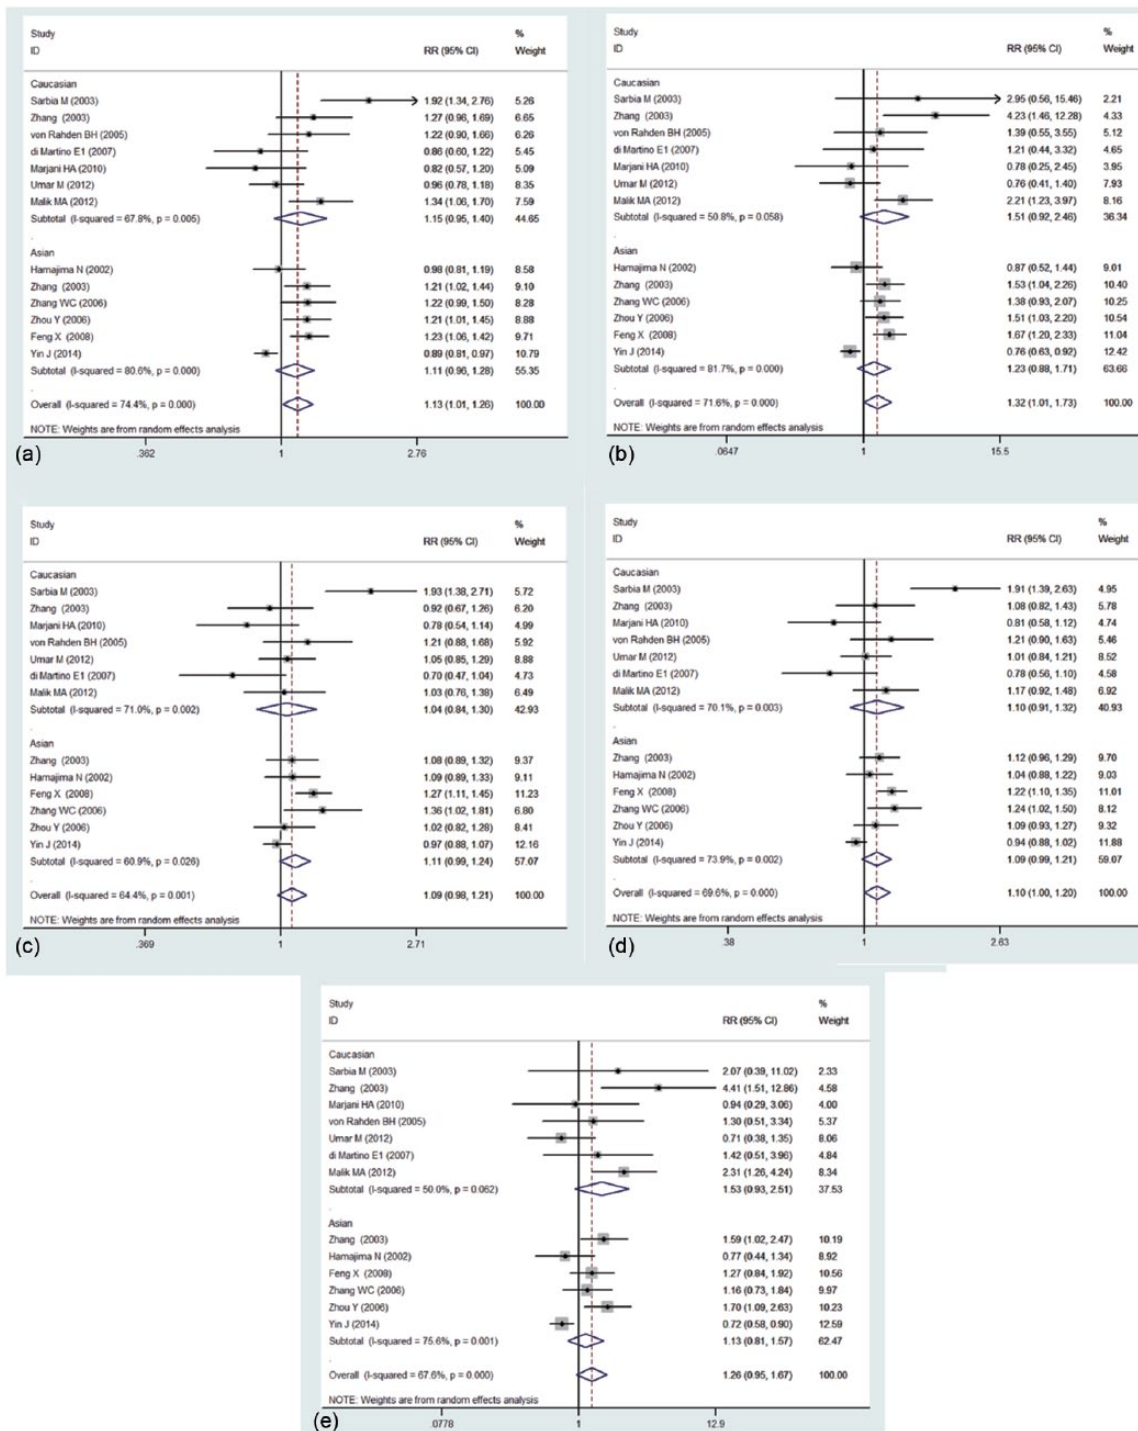 Study %
ID RR (95% CI) Weight
Caucasian
Sarbia M (2003) 1.92 (1.34, 2.76) 5.26
Zhang (2003) 1.27 (0.96, 1.69) 6.65
von Rahden BH (2005) 1.22 (0.90, 1.66) 6.26
di Martino E1 (2007) 0.86 (0.60, 1.22) 5.45
Marjani HA (2010) 0.82 (0.57, 1.20) 5.09
Umar M (2012) 0.96 (0.78, 1.18) 8.35
Malik MA (2012) 1.34 (1.06, 1.70) 7.59
Subtotal (I-squared = 67.8%, p = 0.005) 1.15 (0.95, 1.40) 44.65
.
Asian
Hamajima N (2002) 0.98 (0.81, 1.19) 8.58
Zhang (2003) 1.21 (1.02, 1.44) 9.10
Zhang WC (2006) 1.22 (0.99, 1.50) 8.28
Zhou Y (2006) 1.21 (1.01, 1.45) 8.88
Feng X (2008) 1.23 (1.06, 1.42) 9.71
Yin J (2014) 0.89 (0.81, 0.97) 10.79
Subtotal (I-squared = 80.6%, p = 0.000) 1.11 (0.96, 1.28) 55.35
.
Overall (I-squared = 74.4%, p = 0.000) 1.13 (1.01, 1.26) 100.00
NOTE: Weights are from random effects analysis
.362 1 2.76
(a)
Study %
ID RR (95% CI) Weight
Caucasian
Sarbia M (2003) 2.95 (0.56, 15.46) 2.21
Zhang (2003) 4.23 (1.46, 12.28) 4.33
von Rahden BH (2005) 1.39 (0.55, 3.55) 5.12
di Martino E1 (2007) 1.21 (0.44, 3.32) 4.65
Marjani HA (2010) 0.78 (0.25, 2.45) 3.95
Umar M (2012) 0.76 (0.41, 1.40) 7.93
Malik MA (2012) 2.21 (1.23, 3.97) 8.16
Subtotal (I-squared = 50.8%, p = 0.058) 1.51 (0.92, 2.46) 36.34
.
Asian
Hamajima N (2002) 0.87 (0.52, 1.44) 9.01
Zhang (2003) 1.53 (1.04, 2.26) 10.40
Zhang WC (2006) 1.38 (0.93, 2.07) 10.25
Zhou Y (2006) 1.51 (1.03, 2.20) 10.54
Feng X (2008) 1.67 (1.20, 2.33) 11.04
Yin J (2014) 0.76 (0.63, 0.92) 12.42
Subtotal (I-squared = 81.7%, p = 0.000) 1.23 (0.88, 1.71) 63.66
.
Overall (I-squared = 71.6%, p = 0.000) 1.32 (1.01, 1.73) 100.00
NOTE: Weights are from random effects analysis
.0647 1 15.5
(b)
Study %
ID RR (95% CI) Weight
Caucasian
Sarbia M (2003) 1.93 (1.38, 2.71) 5.72
Zhang (2003) 0.92 (0.67, 1.26) 6.20
Marjani HA (2010) 0.78 (0.54, 1.14) 4.99
von Rahden BH (2005) 1.21 (0.88, 1.68) 5.92
Umar M (2012) 1.05 (0.85, 1.29) 8.88
di Martino E1 (2007) 0.70 (0.47, 1.04) 4.73
Malik MA (2012) 1.03 (0.76, 1.38) 6.49
Subtotal (I-squared = 71.0%, p = 0.002) 1.04 (0.84, 1.30) 42.93
.
Asian
Zhang (2003) 1.08 (0.89, 1.32) 9.37
Hamajima N (2002) 1.09 (0.89, 1.33) 9.11
Feng X (2008) 1.27 (1.11, 1.45) 11.23
Zhang WC (2006) 1.36 (1.02, 1.81) 6.80
Zhou Y (2006) 1.02 (0.82, 1.28) 8.41
Yin J (2014) 0.97 (0.88, 1.07) 12.16
Subtotal (I-squared = 60.9%, p = 0.026) 1.11 (0.99, 1.24) 57.07
.
Overall (I-squared = 64.4%, p = 0.001) 1.09 (0.98, 1.21) 100.00
NOTE: Weights are from random effects analysis
.369 1 2.71
(c)
Study %
ID RR (95% CI) Weight
Caucasian
Sarbia M (2003) 1.91 (1.39, 2.63) 4.95
Zhang (2003) 1.08 (0.82, 1.43) 5.78
Marjani HA (2010) 0.81 (0.58, 1.12) 4.74
von Rahden BH (2005) 1.21 (0.90, 1.63) 5.46
Umar M (2012) 1.01 (0.84, 1.21) 8.52
di Martino E1 (2007) 0.78 (0.56, 1.10) 4.58
Malik MA (2012) 1.17 (0.92, 1.48) 6.92
Subtotal (I-squared = 70.1%, p = 0.003) 1.10 (0.91, 1.32) 40.93
.
Asian
Zhang (2003) 1.12 (0.96, 1.29) 9.70
Hamajima N (2002) 1.04 (0.88, 1.22) 9.03
Feng X (2008) 1.22 (1.10, 1.35) 11.01
Zhang WC (2006) 1.24 (1.02, 1.50) 8.12
Zhou Y (2006) 1.09 (0.93, 1.27) 9.32
Yin J (2014) 0.94 (0.88, 1.02) 11.88
Subtotal (I-squared = 73.9%, p = 0.002) 1.09 (0.99, 1.21) 59.07
.
Overall (I-squared = 69.6%, p = 0.000) 1.10 (1.00, 1.20) 100.00
NOTE: Weights are from random effects analysis
.38 1 2.63
(d)
Study %
ID RR (95% CI) Weight
Caucasian
Sarbia M (2003) 2.07 (0.39, 11.02) 2.33
Zhang (2003) 4.41 (1.51, 12.86) 4.58
Marjani HA (2010) 0.94 (0.29, 3.06) 4.00
von Rahden BH (2005) 1.30 (0.51, 3.34) 5.37
Umar M (2012) 0.71 (0.38, 1.35) 8.06
di Martino E1 (2007) 1.42 (0.51, 3.96) 4.84
Malik MA (2012) 2.31 (1.26, 4.24) 8.34
Subtotal (I-squared = 50.0%, p = 0.062) 1.53 (0.93, 2.51) 37.53
.
Asian
Zhang (2003) 1.59 (1.02, 2.47) 10.19
Hamajima N (2002) 0.77 (0.44, 1.34) 8.92
Feng X (2008) 1.27 (0.84, 1.92) 10.56
Zhang WC (2006) 1.16 (0.73, 1.84) 9.97
Zhou Y (2006) 1.70 (1.09, 2.63) 10.23
Yin J (2014) 0.72 (0.58, 0.90) 12.59
Subtotal (I-squared = 75.6%, p = 0.001) 1.13 (0.81, 1.57) 62.47
.
Overall (I-squared = 67.6%, p = 0.000) 1.26 (0.95, 1.67) 100.00
NOTE: Weights are from random effects analysis
.0778 1 12.9
(e)